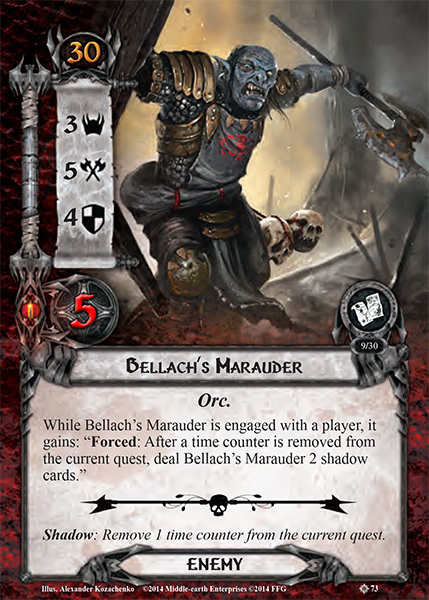 30
3
5
4
5
9/30
BELLACH'S MARAUDER
Orc.
While Bellach's Marauder is engaged with a player, it
gains: “Forced: After a time counter is removed from
the current quest, deal Bellach's Marauder 2 shadow
cards.”
Shadow: Remove 1 time counter from the current quest.
ENEMY
Illus. Alexander Kozachenko ©2014 Middle-earth Enterprises ©2014 FFG 73